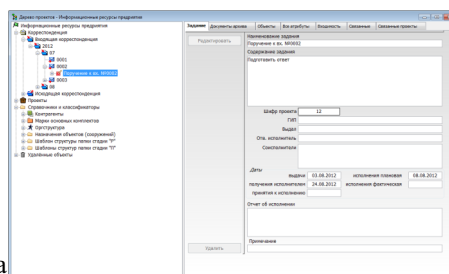 Дерево проектов - Информационные ресурсы предприятия
Информационные ресурсы предприятия
Корреспонденция
Входящая корреспонденция
2012
07
0001
0002
Поручение к вх. №0002
0003
08
Исходящая корреспонденция
Проекты
Справочники и классификаторы
Контрагенты
Марки основных комплектов
Оргструктура
Назначения объектов (сооружений)
Шаблон структуры папки стадии "Р"
Шаблоны структур папки стадии "П"
Удалённые объекты
Задание Документы архива Объекты Все атрибуты Входимость Связанные Связанные проекты
Редактировать
Наименование задания
Поручение к вх. №0002
Содержание задания
Подготовить ответ
Шифр проекта 12
ГИП
Выдал
Отв. исполнитель
Соисполнители
Даты
выдачи 03.08.2012 исполнения плановая 08.08.2012
получения исполнителем 24.08.2012 исполнения фактическая
принятия к исполнению
Отчет об исполнении
Примечание
Удалить
а